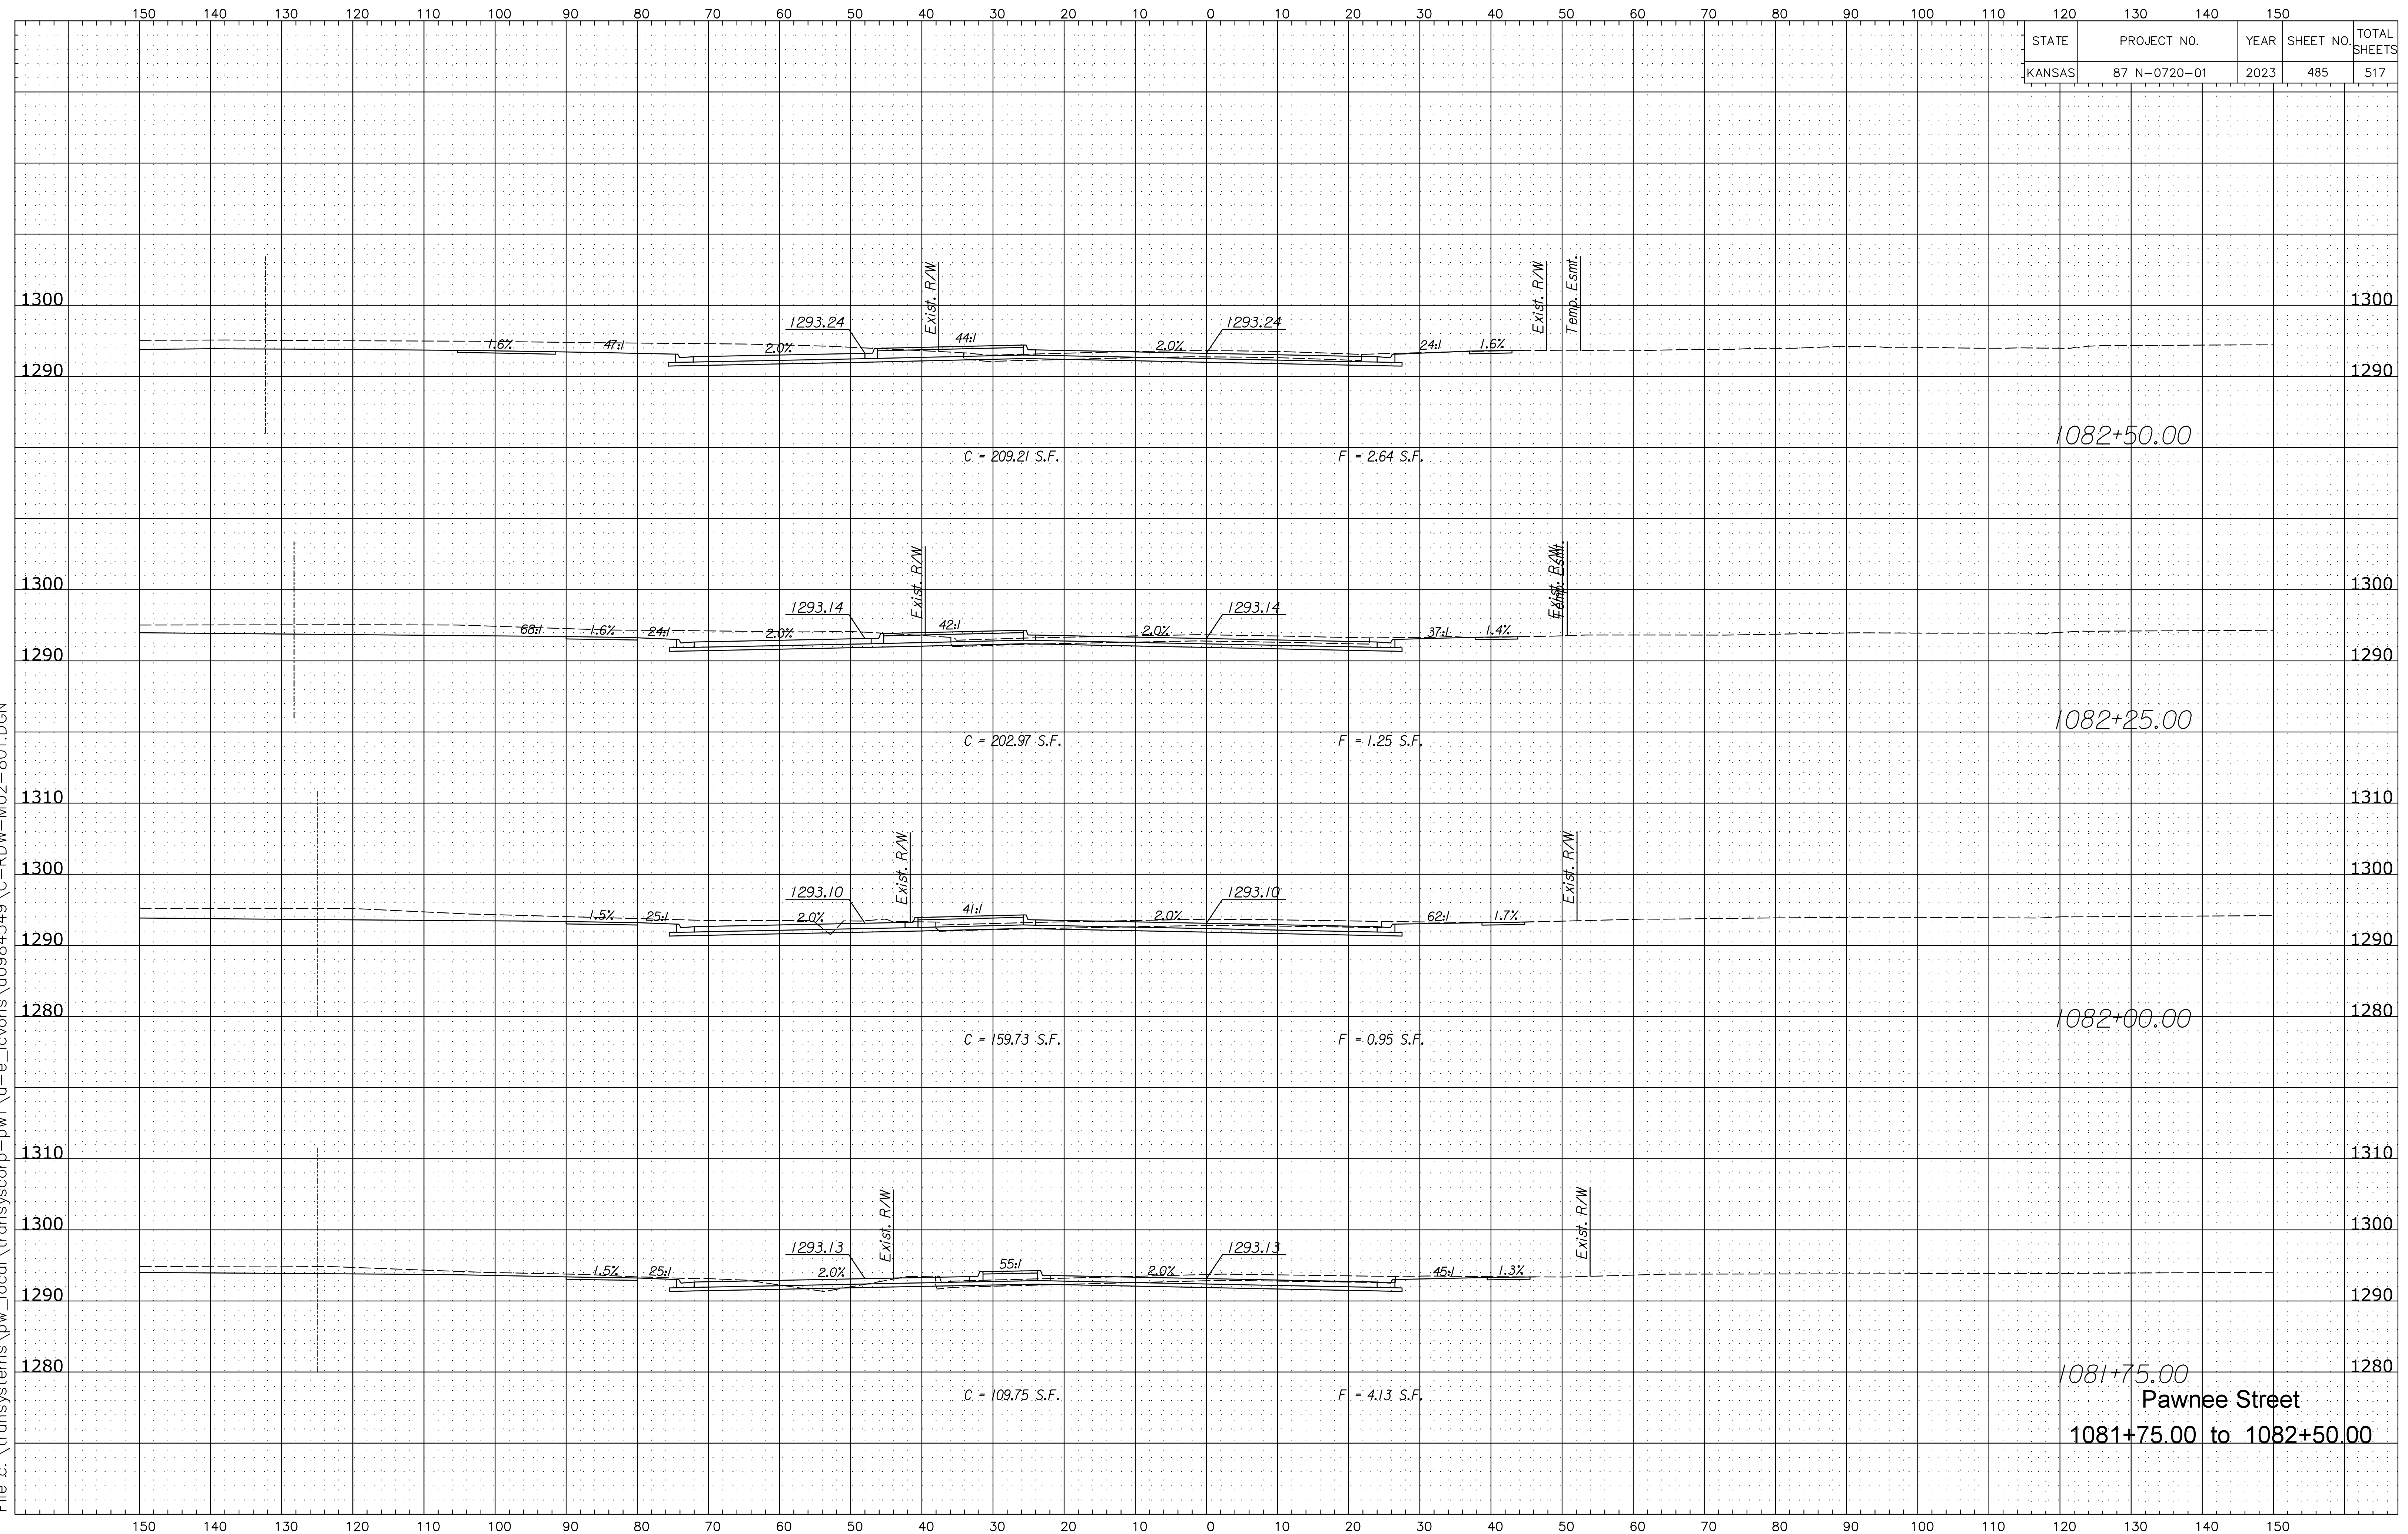 150 140 130 120 110 100 90 80 70 60 50 40 30 20 10 0 10 20 30 40 50 60 70 80 90 100 110 120 130 140 150
STATE PROJECT NO. YEAR SHEET NO. TOTAL SHEETS
KANSAS 87 N-0720-01 2023 485 517
Exist. R/W
Exist. R/W
Temp. Esmt.
1300 1300
1293.24 1293.24
1.6% 47:1 2.0% 44:1 2.0% 24:1 1.6%
1290 1290
1082+50.00
C = 209.21 S.F. F = 2.64 S.F.
Exist. R/W
Exist. R/W
Temp. Esmt.
1300 1300
1293.14 1293.14
68:1 1.6% 24:1 2.0% 42:1 2.0% 37:1 1.4%
1290 1290
1082+25.00
C = 202.97 S.F. F = 1.25 S.F.
1310 1310
Exist. R/W
Exist. R/W
1300 1300
1293.10 1293.10
1.5% 25:1 2.0% 41:1 2.0% 62:1 1.7%
1290 1290
1280 1280
1082+00.00
C = 159.73 S.F. F = 0.95 S.F.
1310 1310
Exist. R/W
Exist. R/W
1300 1300
1293.13 1293.13
1.5% 25:1 2.0% 55:1 2.0% 45:1 1.3%
1290 1290
1280 1280
1081+75.00
C = 109.75 S.F. F = 4.13 S.F.
Pawnee Street
1081+75.00 to 1082+50.00
150 140 130 120 110 100 90 80 70 60 50 40 30 20 10 0 10 20 30 40 50 60 70 80 90 100 110 120 130 140 150